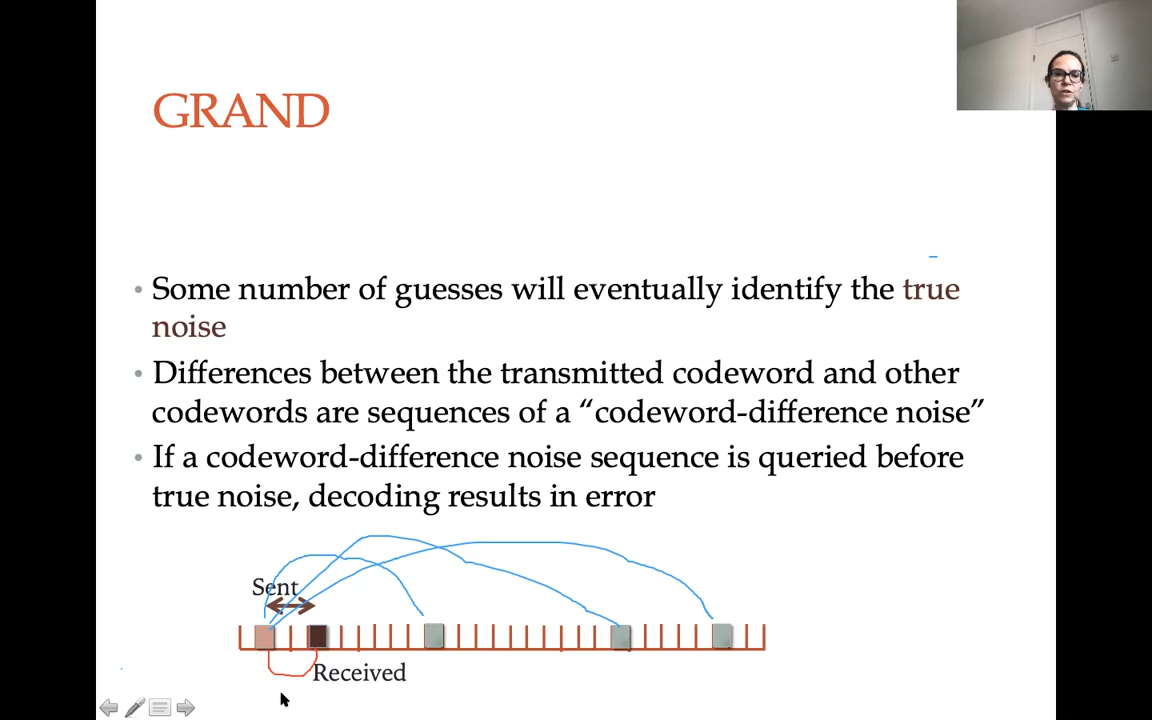 GRAND
• Some number of guesses will eventually identify the true
noise
• Differences between the transmitted codeword and other
codewords are sequences of a “codeword-difference noise”
• If a codeword-difference noise sequence is queried before
true noise, decoding results in error
Sent
Received